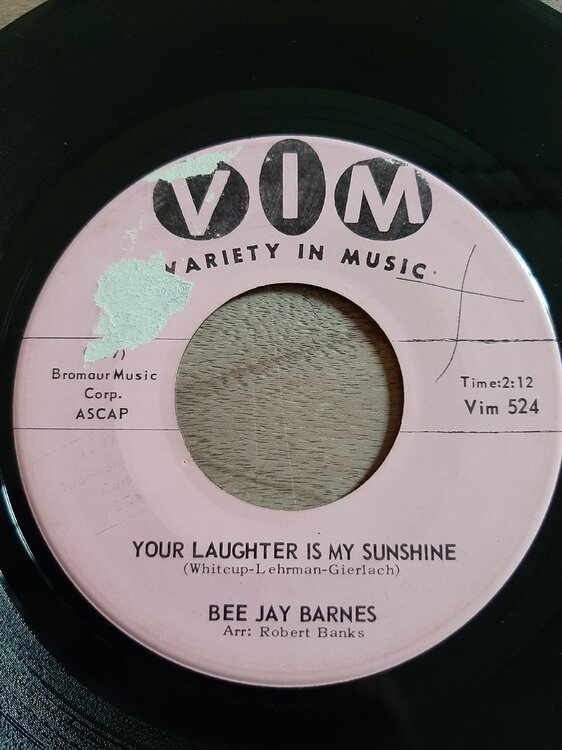 VIM
VARIETY IN MUSIC
Bromaur Music
Corp.
ASCAP
Time:2:12
Vim 524
YOUR LAUGHTER IS MY SUNSHINE
(Whitcup-Lehrman-Gierlach)
BEE JAY BARNES
Arr: Robert Banks